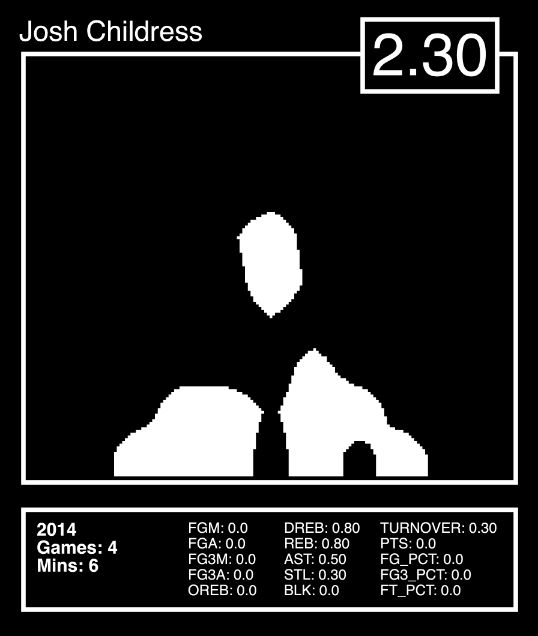 Josh Childress
2.30
2014
Games: 4
Mins: 6
FGM: 0.0
FGA: 0.0
FG3M: 0.0
FG3A: 0.0
OREB: 0.0
DREB: 0.80
REB: 0.80
AST: 0.50
STL: 0.30
BLK: 0.0
TURNOVER: 0.30
PTS: 0.0
FG_PCT: 0.0
FG3_PCT: 0.0
FT_PCT: 0.0